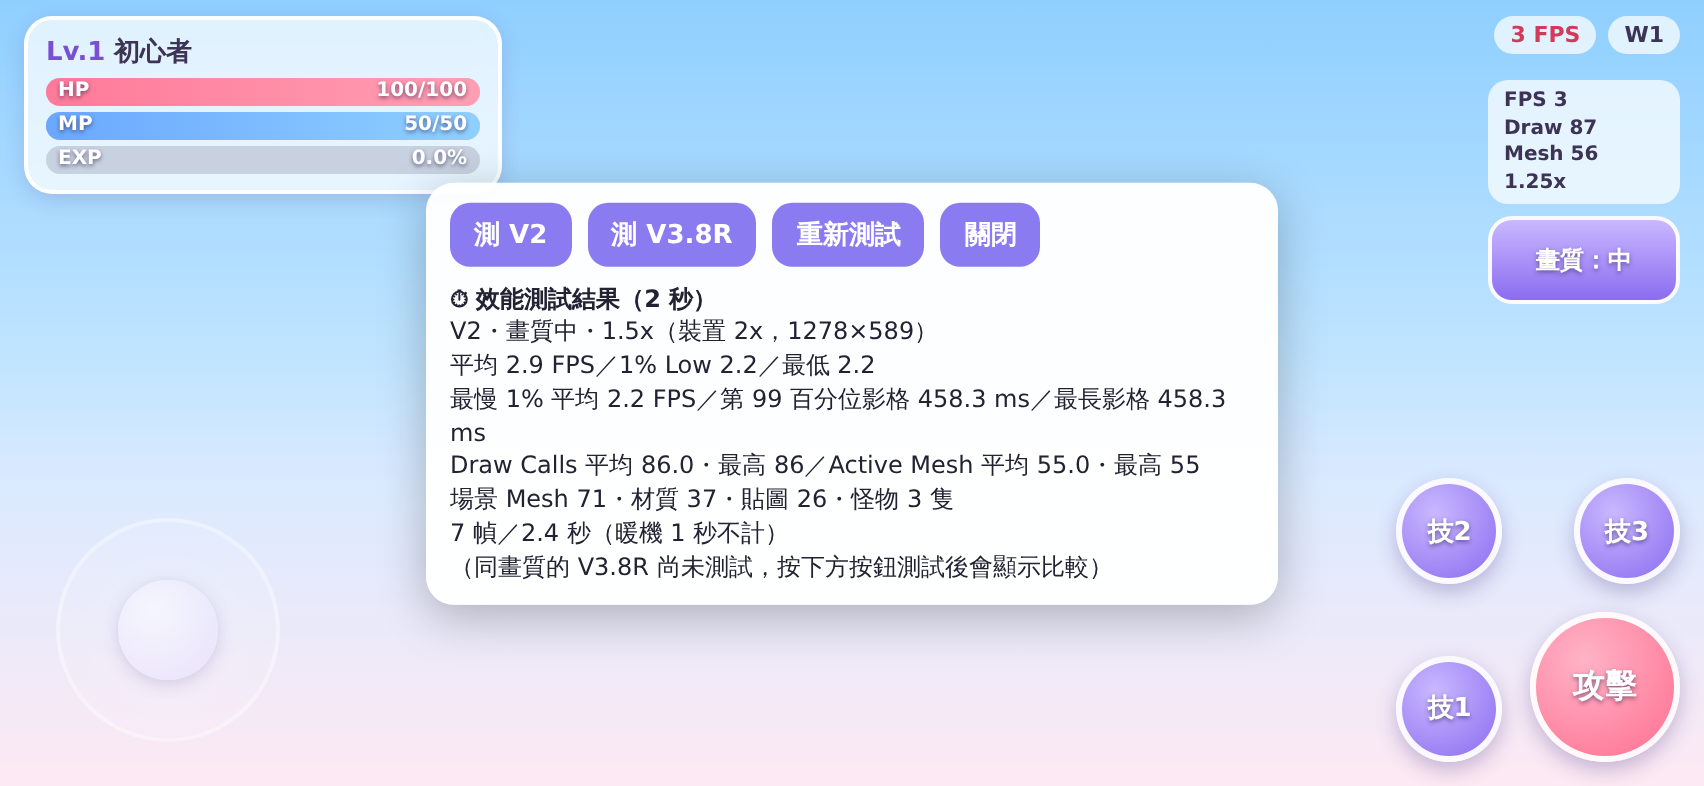 Lv.1 初心者
HP 100/100
MP 50/50
EXP 0.0%
3 FPS
W1
FPS 3
Draw 87
Mesh 56
1.25x
畫質：中
測 V2
測 V3.8R
重新測試
關閉
⏱ 效能測試結果（2 秒）
V2・畫質中・1.5x（裝置 2x，1278×589）
平均 2.9 FPS／1% Low 2.2／最低 2.2
最慢 1% 平均 2.2 FPS／第 99 百分位影格 458.3 ms／最長影格 458.3
ms
Draw Calls 平均 86.0・最高 86／Active Mesh 平均 55.0・最高 55
場景 Mesh 71・材質 37・貼圖 26・怪物 3 隻
7 幀／2.4 秒（暖機 1 秒不計）
（同畫質的 V3.8R 尚未測試，按下方按鈕測試後會顯示比較）
技2
技3
技1
攻擊